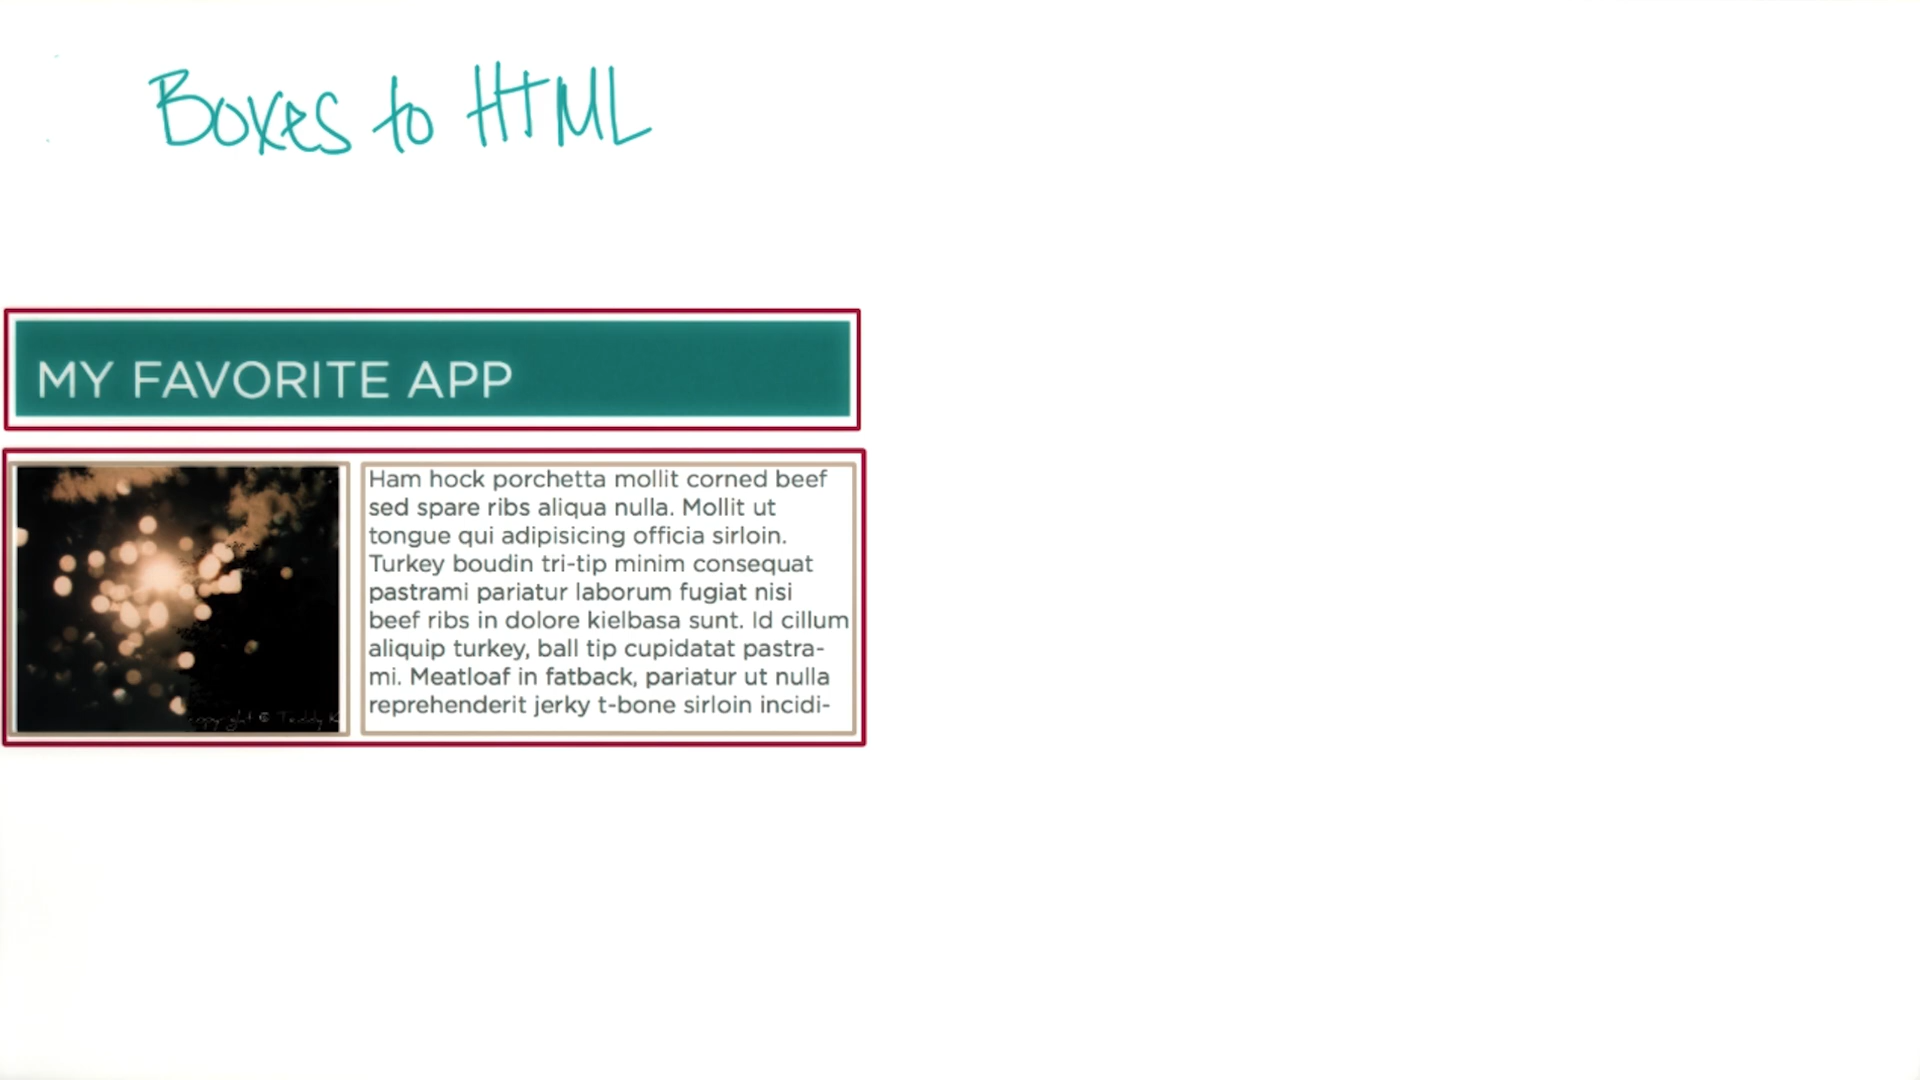 Boxes to HTML
MY FAVORITE APP
Ham hock porchetta mollit corned beef
sed spare ribs aliqua nulla. Mollit ut
tongue qui adipisicing officia sirloin.
Turkey boudin tri-tip minim consequat
pastrami pariatur laborum fugiat nisi
beef ribs in dolore kielbasa sunt. Id cillum
aliquip turkey, ball tip cupidatat pastra-
mi. Meatloaf in fatback, pariatur ut nulla
reprehenderit jerky t-bone sirloin incidi-
copyright © Teddy K